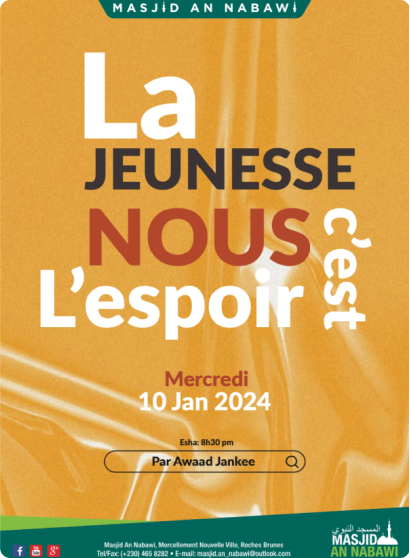 MASJID AN NABAWI
La
JEUNESSE
NOUS
c'est
L'espoir
Mercredi
10 Jan 2024
Esha: 8h30 pm
Par Awaad Jankee
المسجد النبوي
MASJID
AN NABAWI
Masjid An Nabawi, Morcellement Nouvelle Ville, Roches Brunes
Tel/Fax: (+230) 465 8282 • E-mail: masjid.an_nabawi@outlook.com